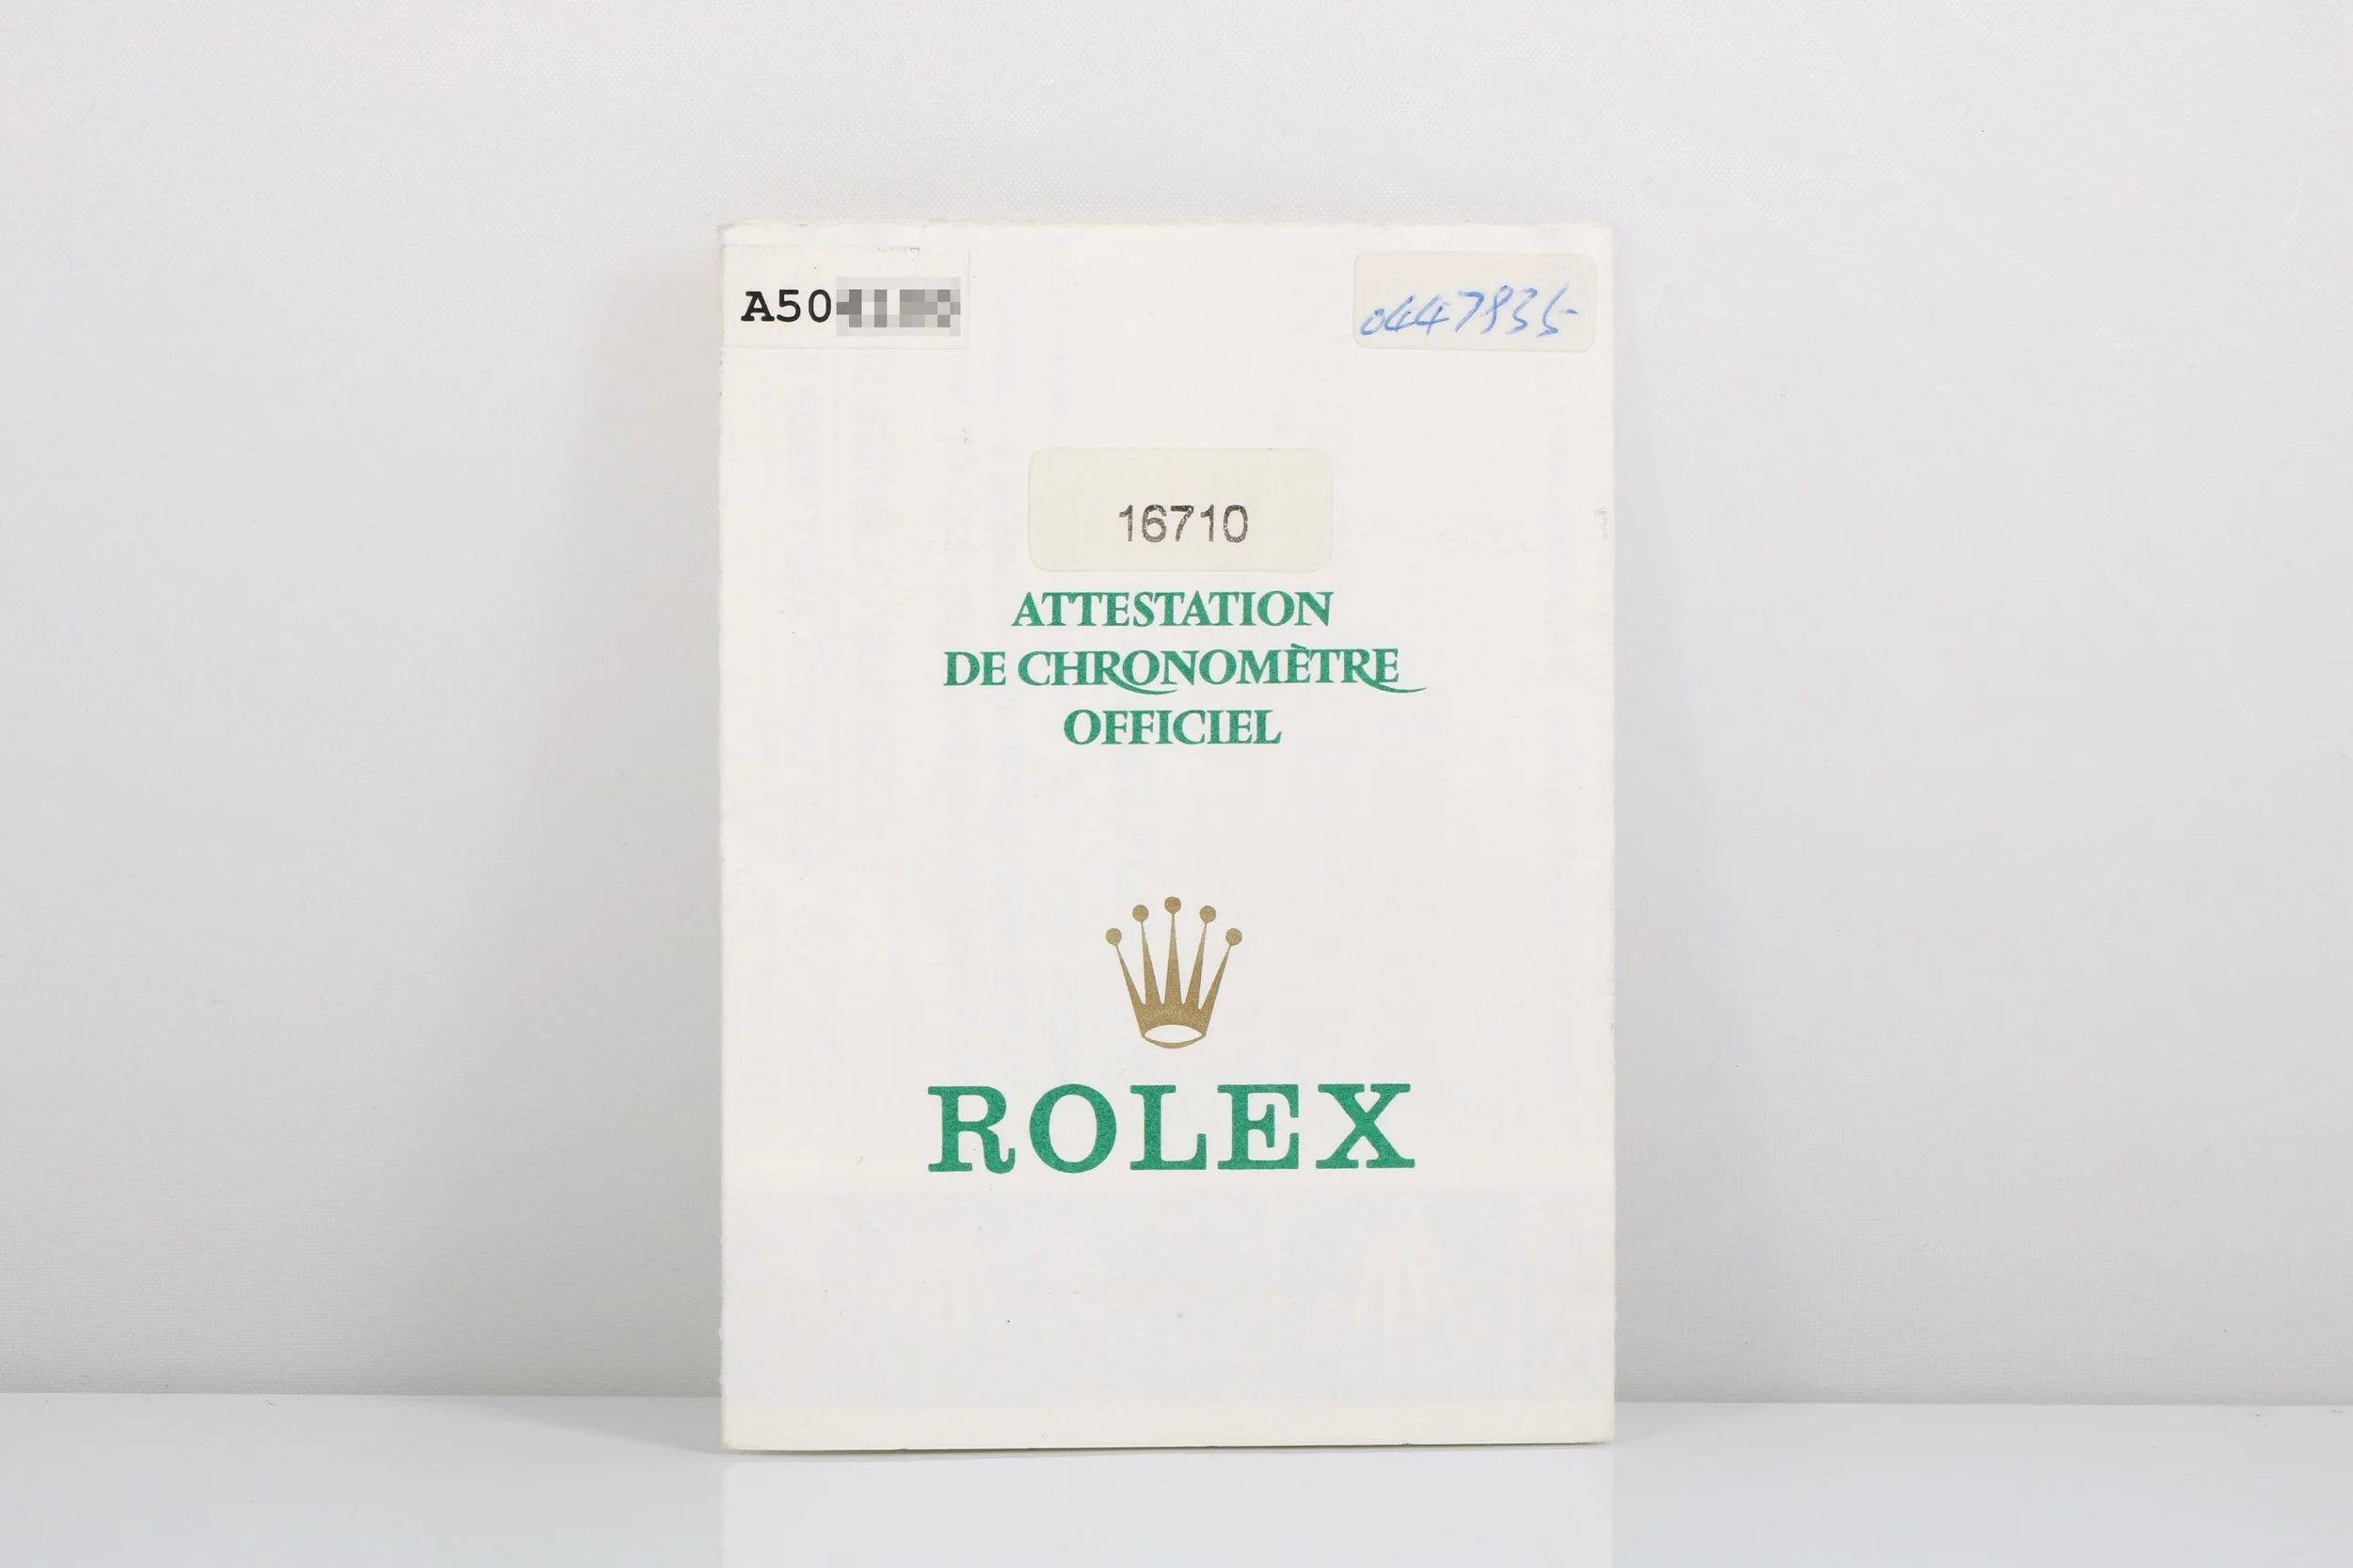 A50
0447835
16710
ATTESTATION
DE CHRONOMÈTRE
OFFICIEL
ROLEX